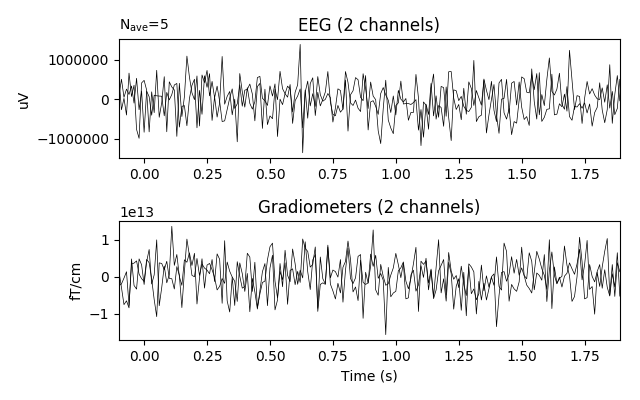 N_ave=5
EEG (2 channels)
1000000
0
−1000000
uV
0.00 0.25 0.50 0.75 1.00 1.25 1.50 1.75
1e13
Gradiometers (2 channels)
1
0
−1
fT/cm
0.00 0.25 0.50 0.75 1.00 1.25 1.50 1.75
Time (s)